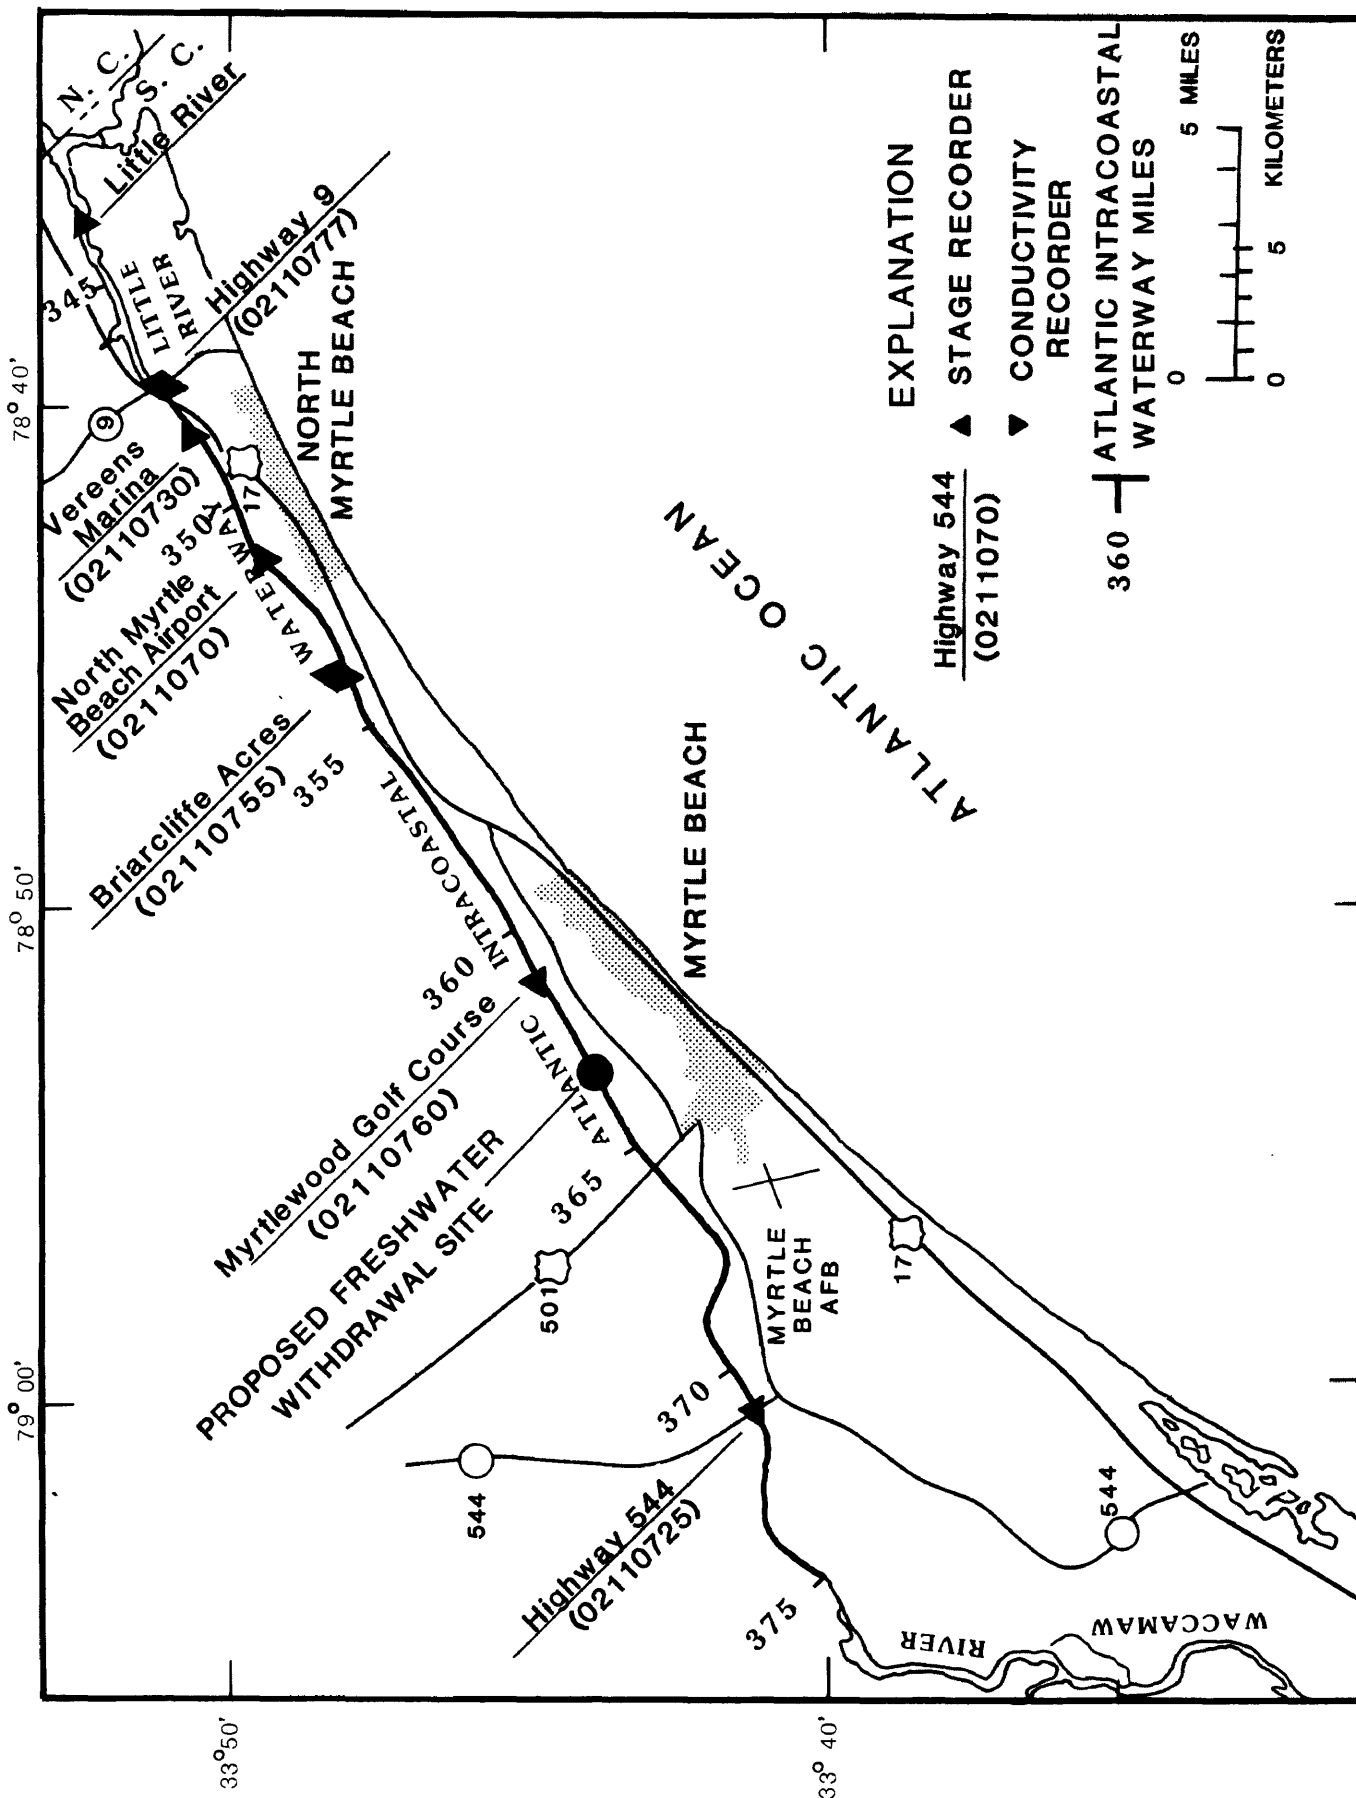 N. C.
S. C.
Little River
345
LITTLE
RIVER
Highway 9
(02110777)
NORTH
MYRTLE BEACH
78° 40'
9
Vereens
Marina
(02110730)
350
17
North Myrtle
Beach Airport
(0211070)
Briarcliffe Acres
(02110755)
355
78° 50'
ATLANTIC INTRACOASTAL WATERWAY
360
Myrtlewood Golf Course
(02110760)
PROPOSED FRESHWATER
WITHDRAWAL SITE
365
501
MYRTLE BEACH
ATLANTIC OCEAN
MYRTLE
BEACH
AFB
17
79° 00'
370
544
Highway 544
(02110725)
544
375
WACCAMAW
RIVER
33° 50'
33° 40'
EXPLANATION
Highway 544
(0211070)
STAGE RECORDER
CONDUCTIVITY
RECORDER
360
ATLANTIC INTRACOASTAL
WATERWAY MILES
0
5 MILES
0
5
KILOMETERS